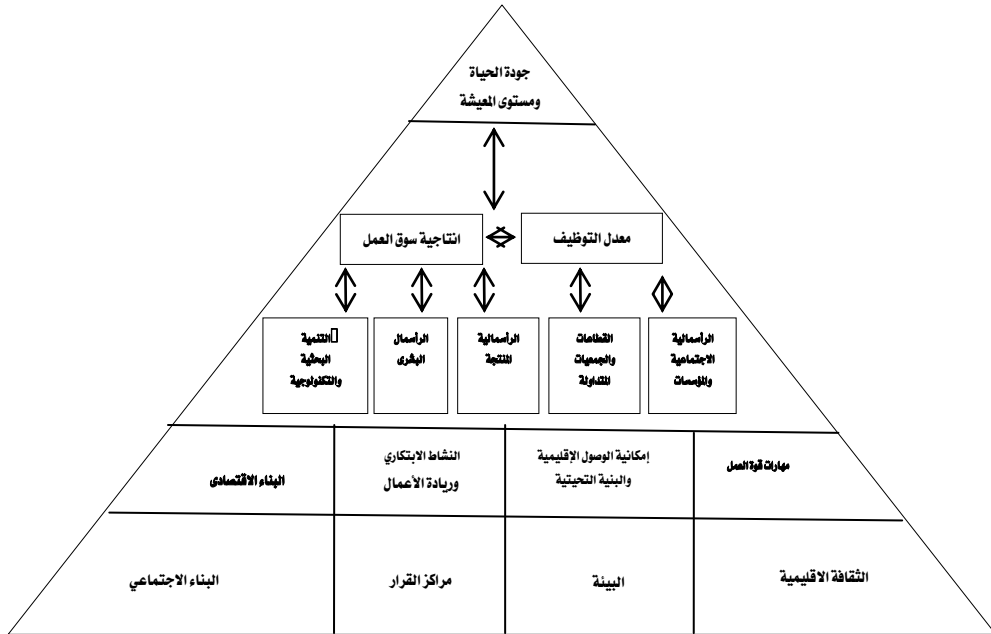 جودة الحياة
ومستوى المعيشة
معدل التوظيف
انتاجية سوق العمل
الرأسمالية
الاجتماعية
والمؤسسات
القطاعات
والجمعيات
المتداولة
الرأسمالية
المنتجة
الرأسمال
البشرى
التنمية
البحثية
والتكنولوجية
مهارات قوة العمل
إمكانية الوصول الإقليمية
والبنية التحيتية
النشاط الابتكاري
وريادة الأعمال
البناء الاقتصادى
الثقافة الاقليمية
البيئة
مراكز القرار
البناء الاجتماعي